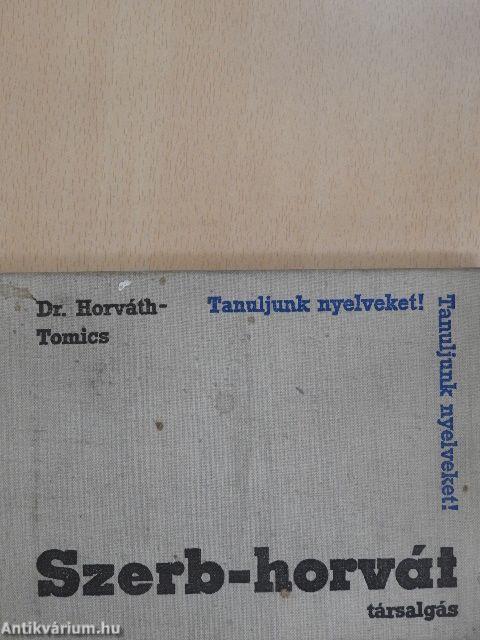 Dr. Horváth-
Tomics
Tanuljunk nyelveket!
Tanuljunk nyelveket!
Szerb-horvát
társalgás
Antikvárium.hu